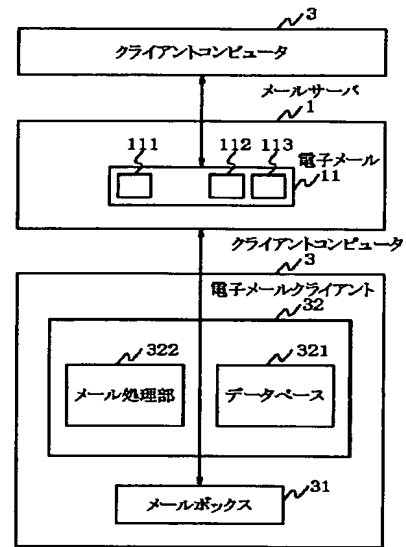 3
クライアントコンピュータ
メールサーバ
1
111 112 113 電子メール
11
クライアントコンピュータ
3
電子メールクライアント
32
322 321
メール処理部 データベース
31
メールボックス